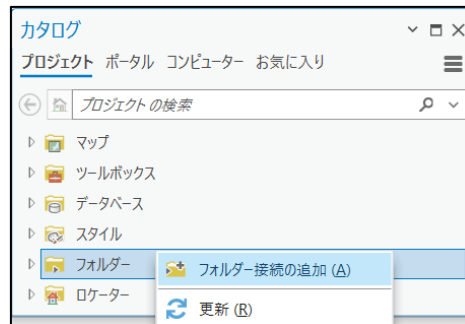 カタログ
プロジェクト ポータル コンピューター お気に入り
プロジェクトの検索
マップ
ツールボックス
データベース
スタイル
フォルダー
フォルダー接続の追加 (A)
ロケーター
更新 (R)